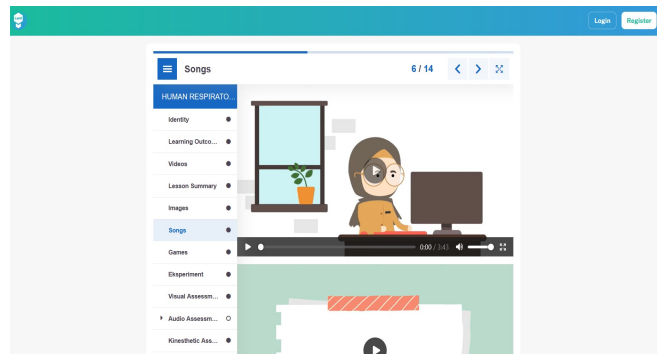 Login
Register
Songs
6 / 14
HUMAN RESPIRATO...
Identity
Learning Outco...
Videos
Lesson Summary
Images
Songs
Games
Eksperiment
Visual Assessm...
Audio Assessm...
Kinesthetic Ass...
0:00 / 3:43